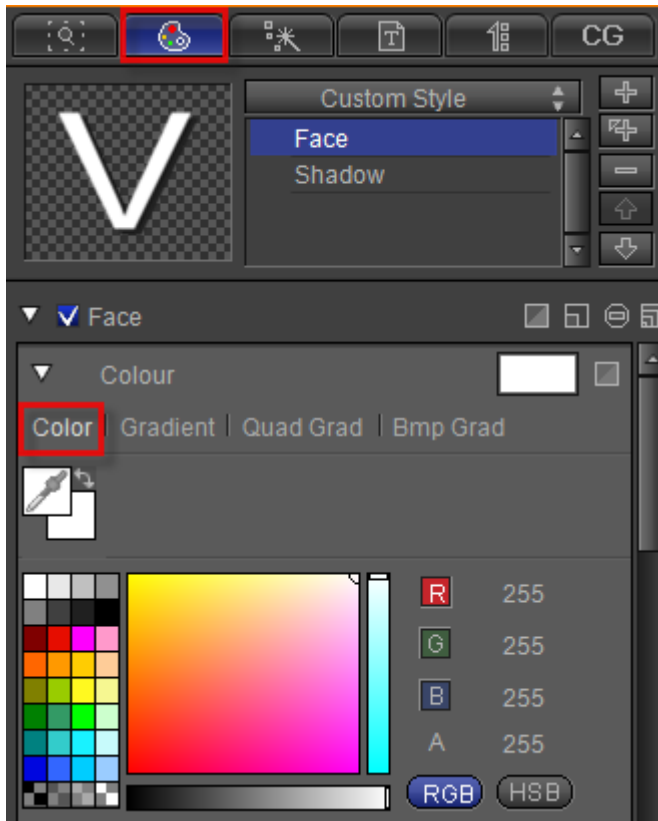 T CG
V
Custom Style
Face
Shadow
Face
Colour
Color | Gradient | Quad Grad | Bmp Grad
R 255
G 255
B 255
A 255
RGB HSB